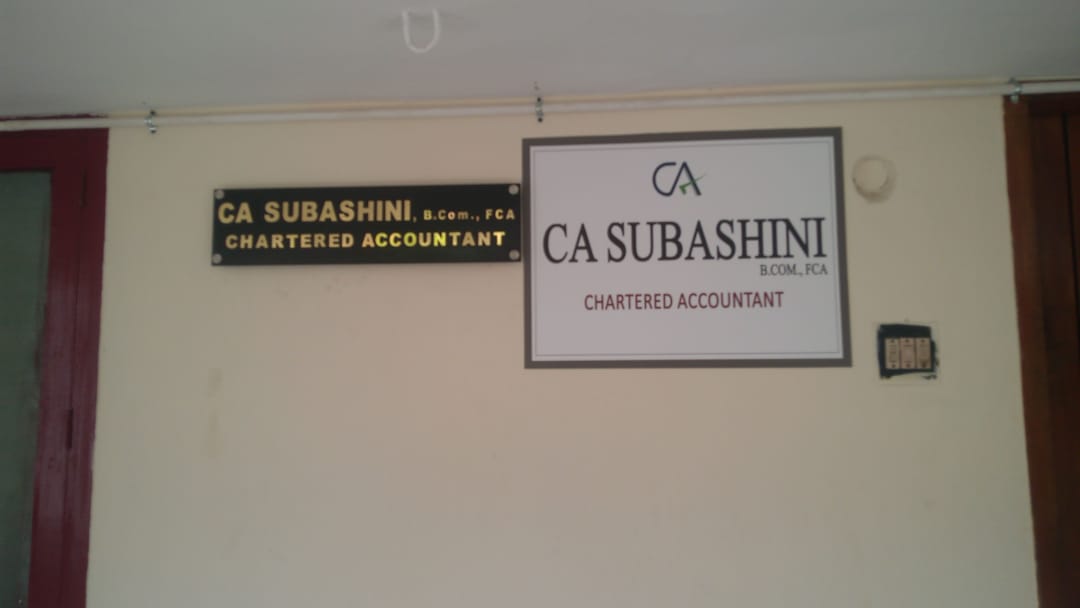 CA SUBASHINI, B.Com., FCA
CHARTERED ACCOUNTANT
CA
CA SUBASHINI
B.COM., FCA
CHARTERED ACCOUNTANT